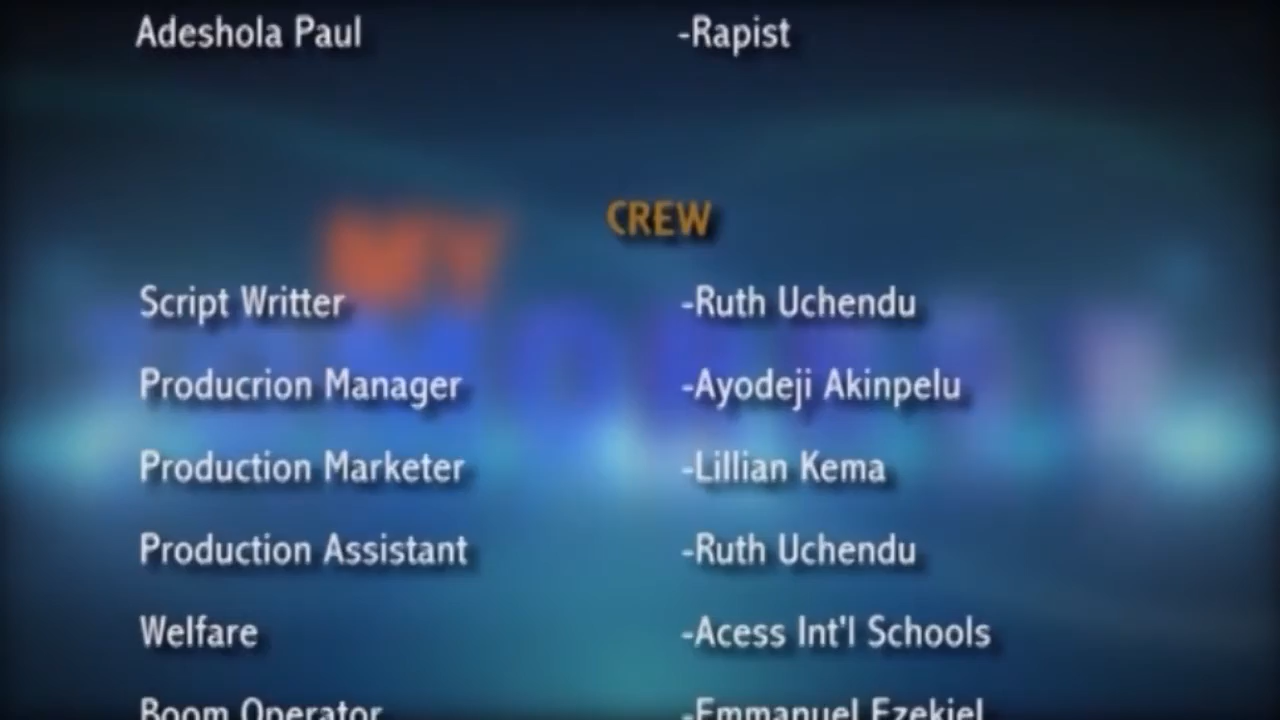 Adeshola Paul -Rapist
CREW
MY
Script Writter -Ruth Uchendu
Producrion Manager -Ayodeji Akinpelu
Production Marketer -Lillian Kema
Production Assistant -Ruth Uchendu
Welfare -Acess Int'l Schools
Boom Operator -Emmanuel Ezekiel